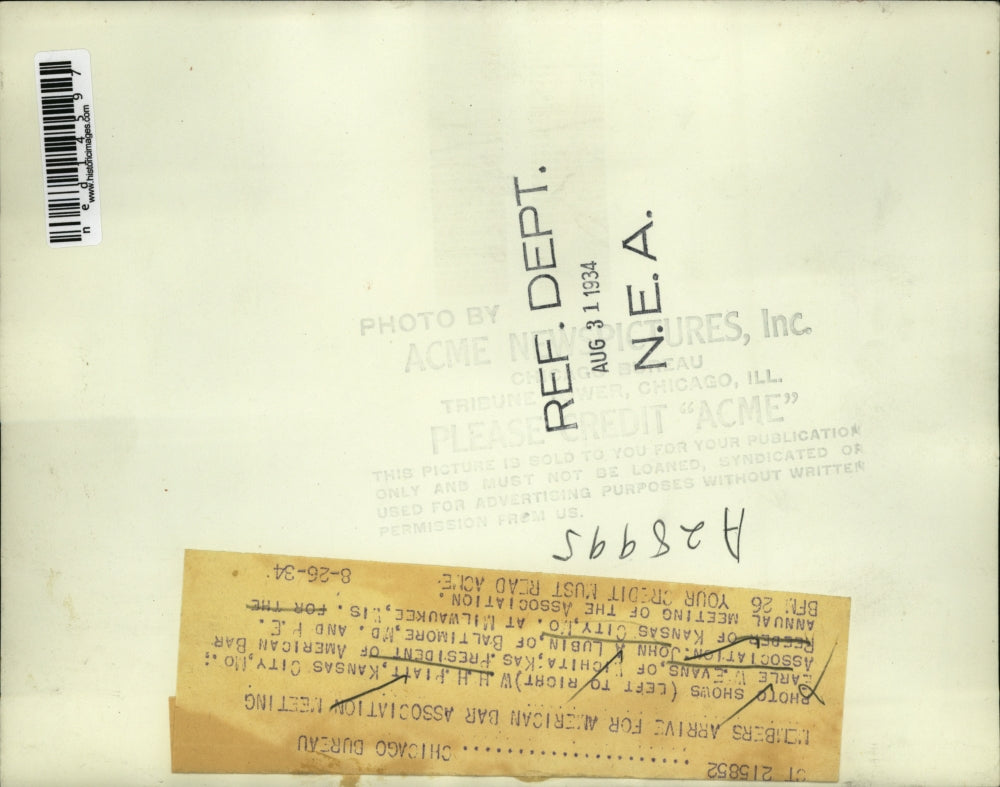 ned145597
www.historicimages.com
REF. DEPT.
AUG 31 1934
N.E.A.
PHOTO BY
ACME NEWSPICTURES, Inc.
CHICAGO BUREAU
TRIBUNE TOWER, CHICAGO, ILL.
PLEASE CREDIT “ACME”
THIS PICTURE IS SOLD TO YOU FOR YOUR PUBLICATION
ONLY AND MUST NOT BE LOANED, SYNDICATED OR
USED FOR ADVERTISING PURPOSES WITHOUT WRITTEN
PERMISSION FROM US.
A28995
CT 215852 .................... CHICAGO BUREAU
MEMBERS ARRIVE FOR AMERICAN BAR ASSOCIATION MEETING
PHOTO SHOWS (LEFT TO RIGHT) W.H.H.PIATT, KANSAS CITY, MO.;
EARLE W.EVANS OF WICHITA, KAS. PRESIDENT OF AMERICAN BAR
ASSOCIATION; JOHN A LUBIN OF BALTIMORE, MD. AND P.E.
REEDER OF KANSAS CITY, MO. AT MILWAUKEE, WIS. FOR THE
ANNUAL MEETING OF THE ASSOCIATION.
BFM 26 YOUR CREDIT MUST READ ACME 8-26-34